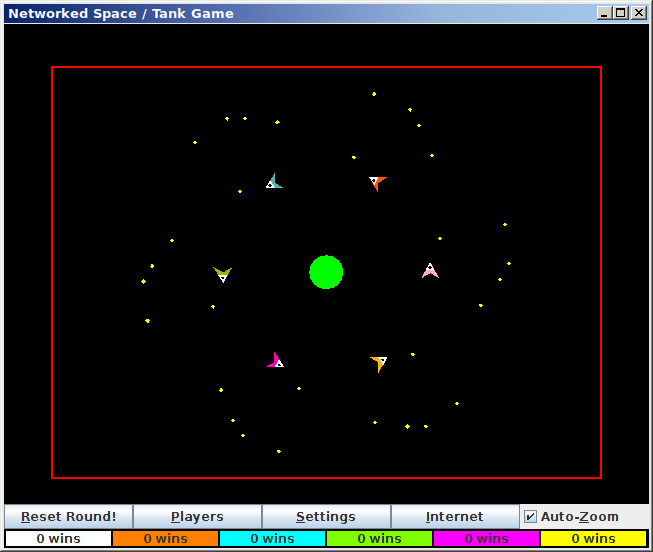 Networked Space / Tank Game
Reset Round! Players Settings Internet Auto-Zoom
0 wins 0 wins 0 wins 0 wins 0 wins 0 wins